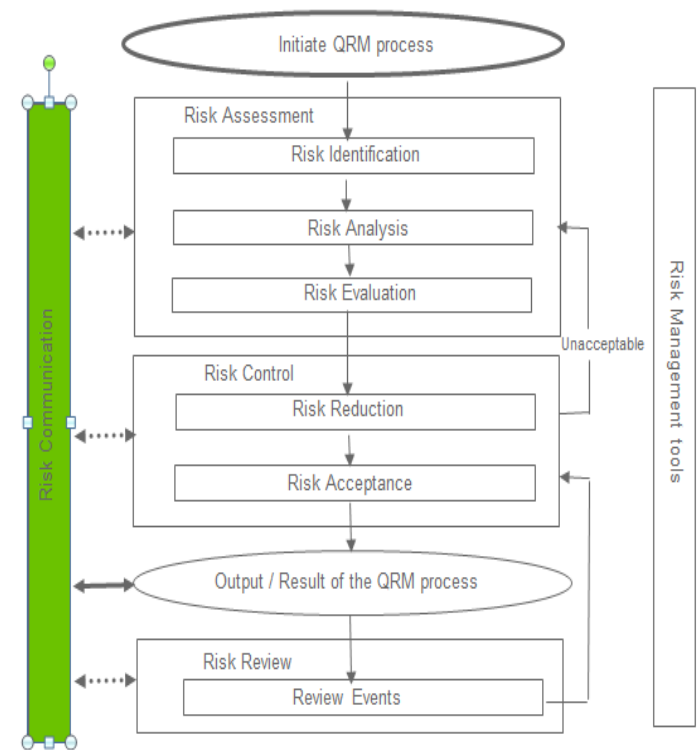 Initiate QRM process
Risk Assessment
Risk Identification
Risk Analysis
Risk Evaluation
Unacceptable
Risk Control
Risk Reduction
Risk Acceptance
Output / Result of the QRM process
Risk Review
Review Events
Risk Communication
Risk Management tools